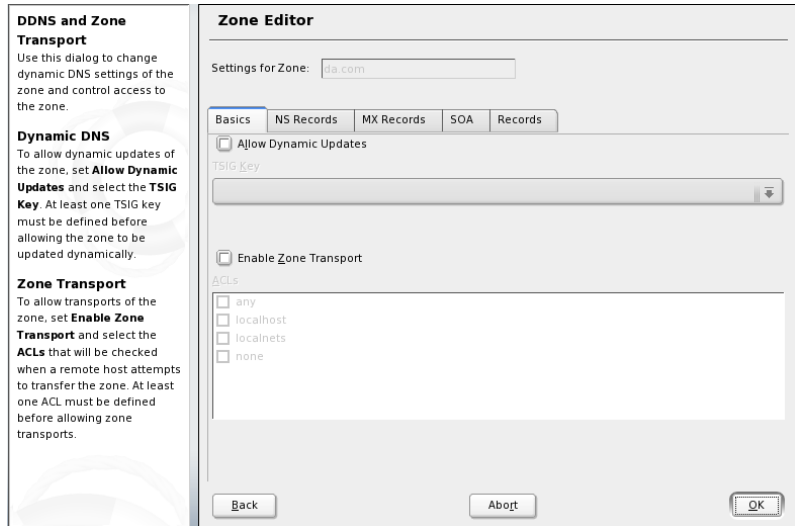 DDNS and Zone
Transport
Use this dialog to change
dynamic DNS settings of the
zone and control access to
the zone.
Dynamic DNS
To allow dynamic updates of
the zone, set Allow Dynamic
Updates and select the TSIG
Key. At least one TSIG key
must be defined before
allowing the zone to be
updated dynamically.
Zone Transport
To allow transports of the
zone, set Enable Zone
Transport and select the
ACLs that will be checked
when a remote host attempts
to transfer the zone. At least
one ACL must be defined
before allowing zone
transports.
Zone Editor
Settings for Zone: da.com
Basics NS Records MX Records SOA Records
Allow Dynamic Updates
TSIG Key
Enable Zone Transport
ACLs
any
localhost
localnets
none
Back Abort OK